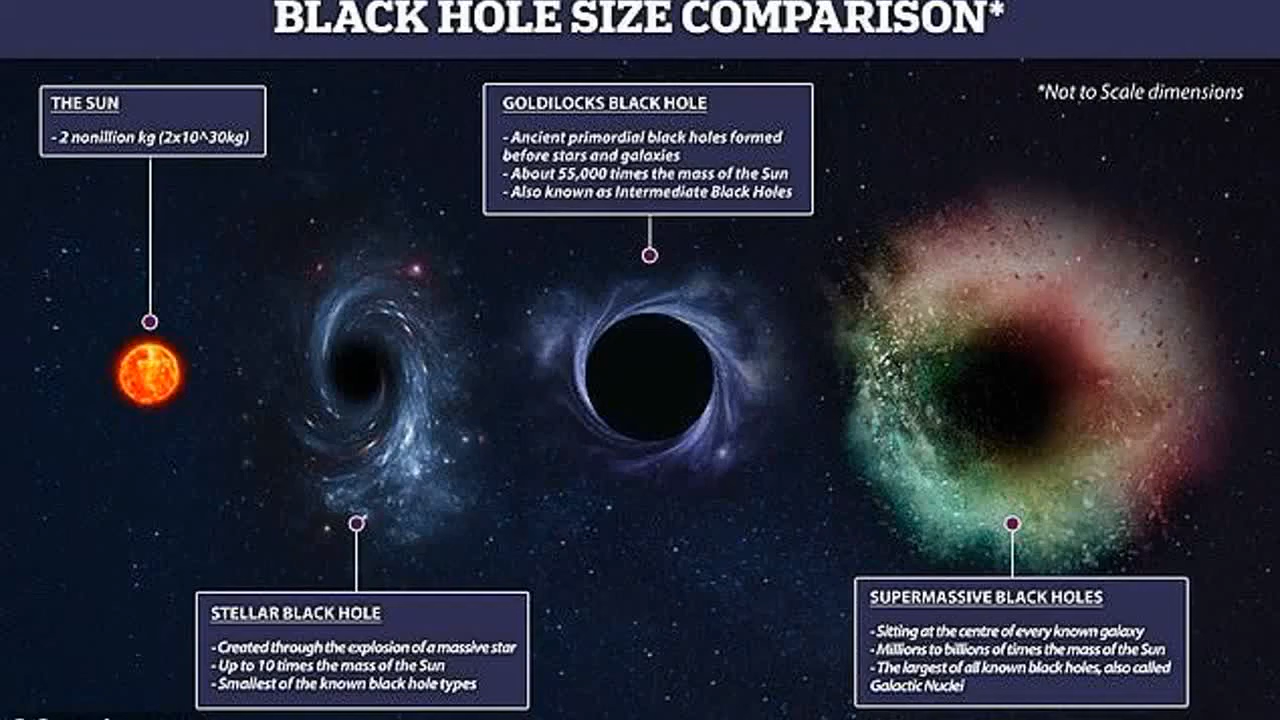 BLACK HOLE SIZE COMPARISON*
*Not to Scale dimensions
THE SUN
- 2 nonillion kg (2x10^30kg)
GOLDILOCKS BLACK HOLE
- Ancient primordial black holes formed
before stars and galaxies
- About 55,000 times the mass of the Sun
- Also known as Intermediate Black Holes
STELLAR BLACK HOLE
- Created through the explosion of a massive star
- Up to 10 times the mass of the Sun
- Smallest of the known black hole types
SUPERMASSIVE BLACK HOLES
- Sitting at the centre of every known galaxy
- Millions to billions of times the mass of the Sun
- The largest of all known black holes, also called
Galactic Nuclei